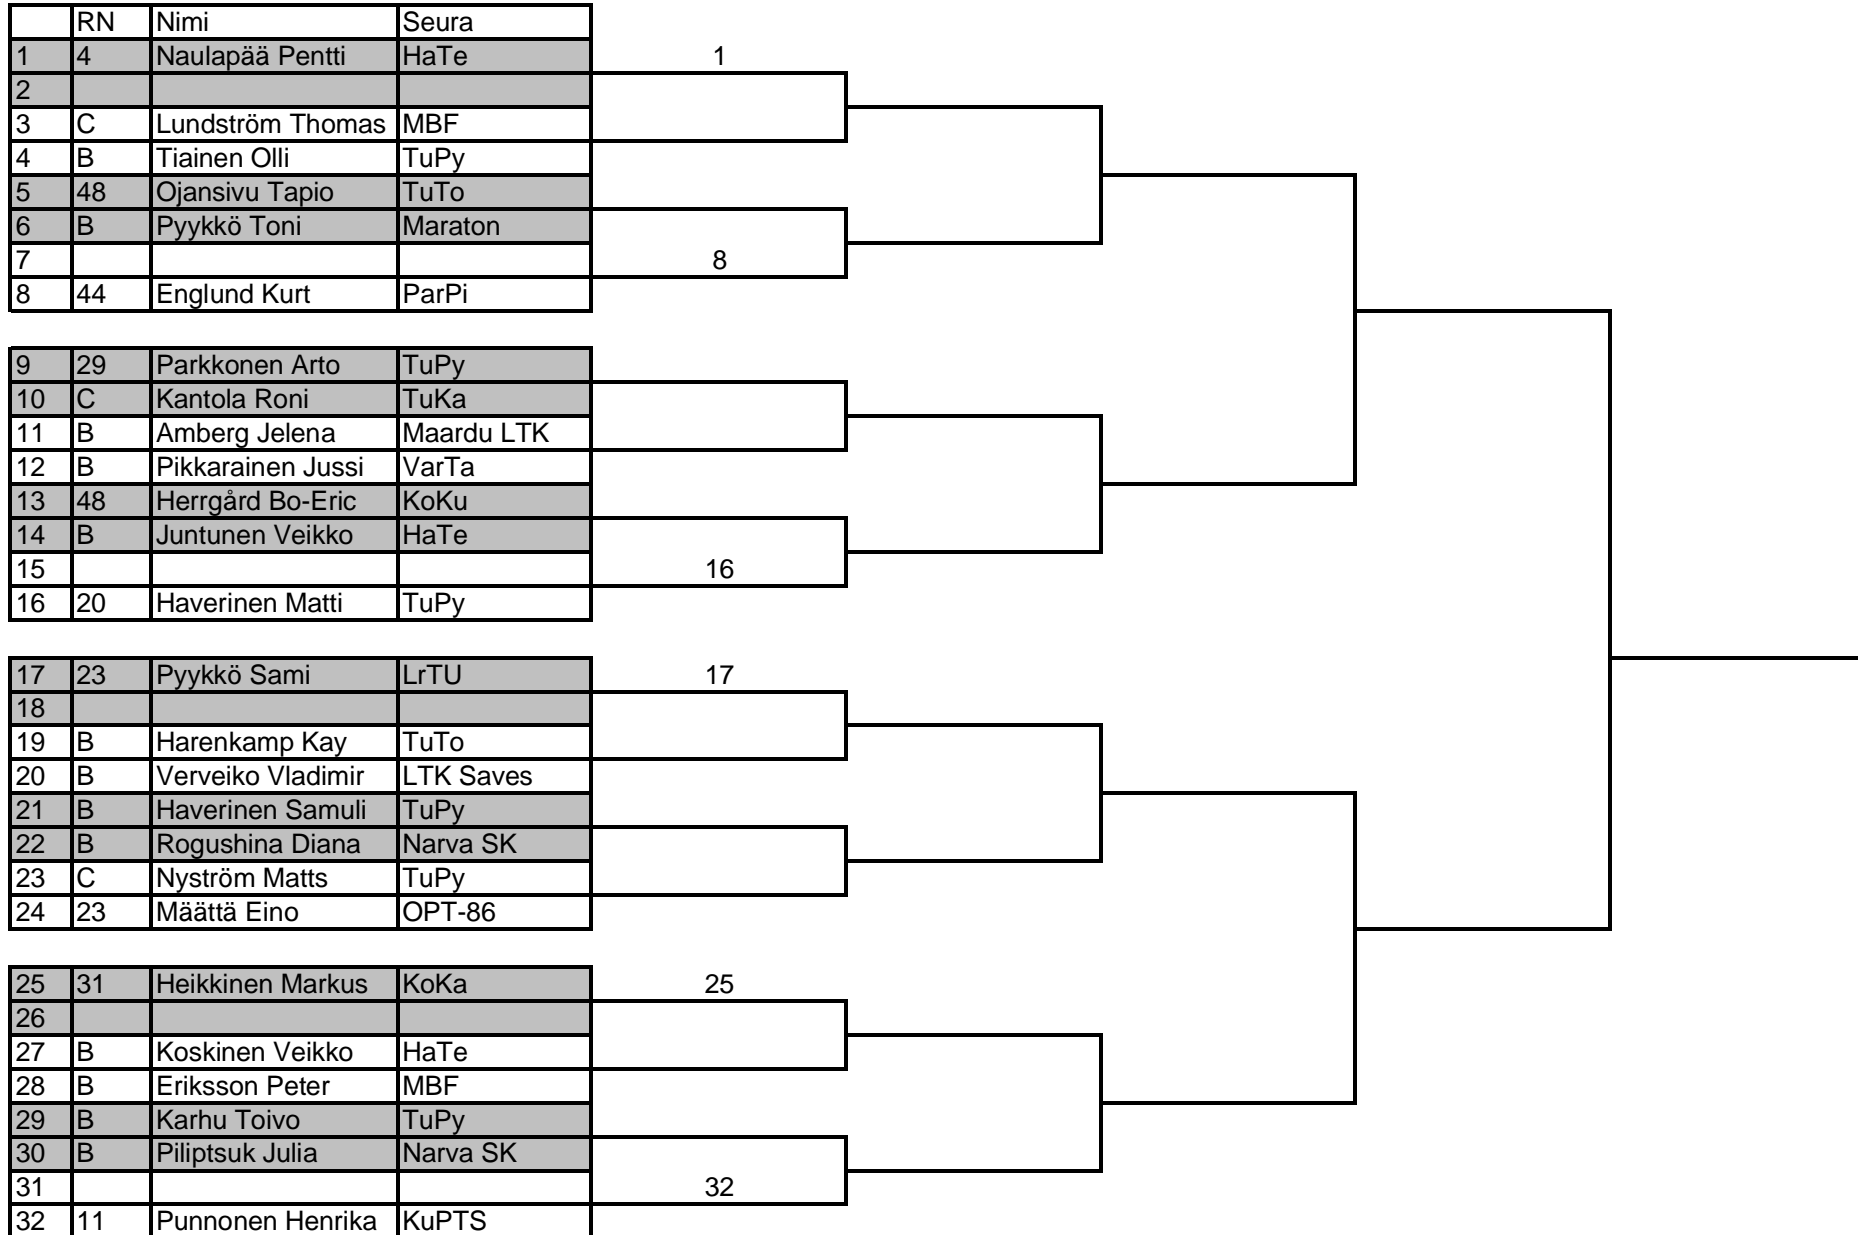 RN Nimi Seura
1 4 Naulapää Pentti HaTe 1
2
3 C Lundström Thomas MBF
4 B Tiainen Olli TuPy
5 48 Ojansivu Tapio TuTo
6 B Pyykkö Toni Maraton
7 8
8 44 Englund Kurt ParPi
9 29 Parkkonen Arto TuPy
10 C Kantola Roni TuKa
11 B Amberg Jelena Maardu LTK
12 B Pikkarainen Jussi VarTa
13 48 Herrgård Bo-Eric KoKu
14 B Juntunen Veikko HaTe
15 16
16 20 Haverinen Matti TuPy
17 23 Pyykkö Sami LrTU 17
18
19 B Harenkamp Kay TuTo
20 B Verveiko Vladimir LTK Saves
21 B Haverinen Samuli TuPy
22 B Rogushina Diana Narva SK
23 C Nyström Matts TuPy
24 23 Määttä Eino OPT-86
25 31 Heikkinen Markus KoKa 25
26
27 B Koskinen Veikko HaTe
28 B Eriksson Peter MBF
29 B Karhu Toivo TuPy
30 B Piliptsuk Julia Narva SK
31 32
32 11 Punnonen Henrika KuPTS